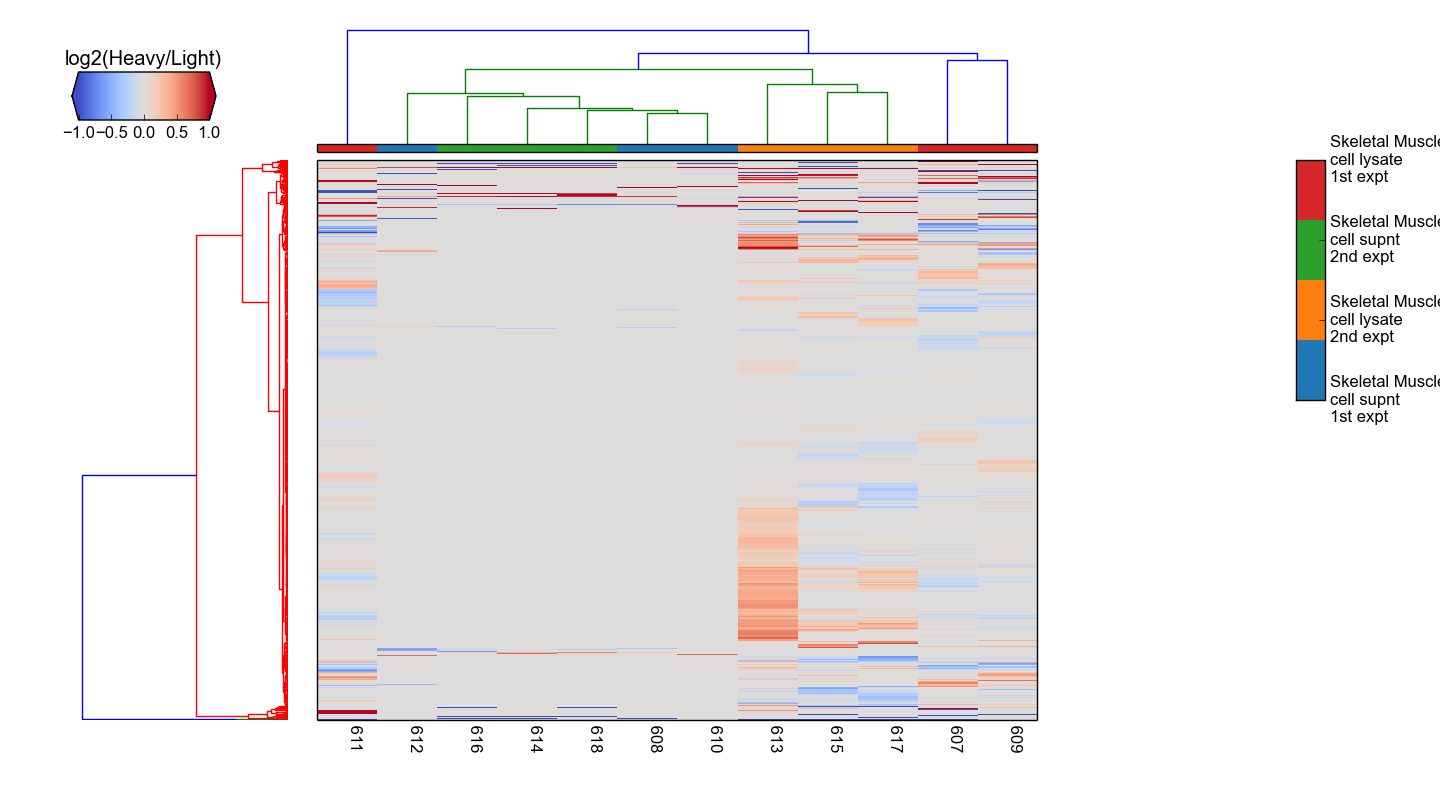 log2(Heavy/Light)
−1.0 −0.5 0.0 0.5 1.0
Skeletal Muscle
cell lysate
1st expt
Skeletal Muscle
cell supnt
2nd expt
Skeletal Muscle
cell lysate
2nd expt
Skeletal Muscle
cell supnt
1st expt
611 612 616 614 618 608 610 613 615 617 607 609